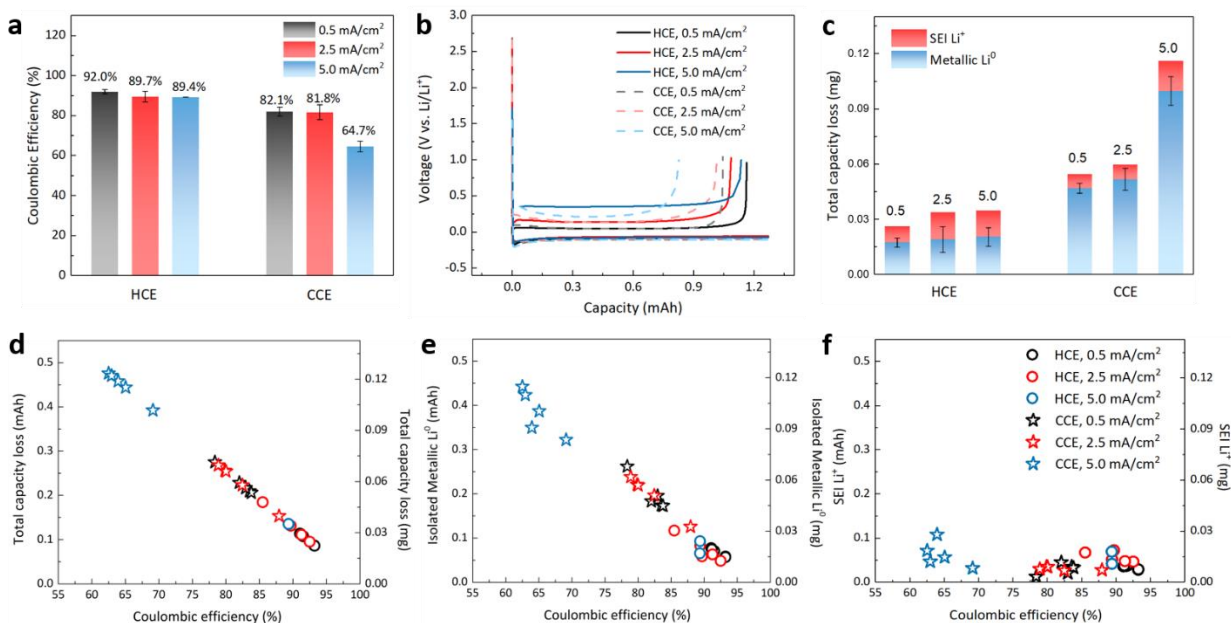 a
Coulombic Efficiency (%)
120
100
80
60
40
20
0
0.5 mA/cm²
2.5 mA/cm²
5.0 mA/cm²
92.0%
89.7%
89.4%
82.1%
81.8%
64.7%
HCE
CCE
b
Voltage (V vs. Li/Li⁺)
3.0
2.5
2.0
1.5
1.0
0.5
0.0
-0.5
HCE, 0.5 mA/cm²
HCE, 2.5 mA/cm²
HCE, 5.0 mA/cm²
CCE, 0.5 mA/cm²
CCE, 2.5 mA/cm²
CCE, 5.0 mA/cm²
0.0 0.3 0.6 0.9 1.2
Capacity (mAh)
c
Total capacity loss (mg)
0.12
0.09
0.06
0.03
0.00
SEI Li⁺
Metallic Li⁰
0.5
2.5
5.0
0.5
2.5
5.0
HCE
CCE
d
Total capacity loss (mAh)
0.5
0.4
0.3
0.2
0.1
0.0
55 60 65 70 75 80 85 90 95 100
Coulombic efficiency (%)
0.12
0.09
0.06
0.03
0.00
Total capacity loss (mg)
e
Isolated Metallic Li⁰ (mAh)
0.5
0.4
0.3
0.2
0.1
0.0
55 60 65 70 75 80 85 90 95 100
Coulombic efficiency (%)
0.12
0.09
0.06
0.03
0.00
Isolated Metallic Li⁰ (mg)
f
SEI Li⁺ (mAh)
0.5
0.4
0.3
0.2
0.1
0.0
HCE, 0.5 mA/cm²
HCE, 2.5 mA/cm²
HCE, 5.0 mA/cm²
CCE, 0.5 mA/cm²
CCE, 2.5 mA/cm²
CCE, 5.0 mA/cm²
55 60 65 70 75 80 85 90 95 100
Coulombic efficiency (%)
0.12
0.09
0.06
0.03
0.00
SEI Li⁺ (mg)